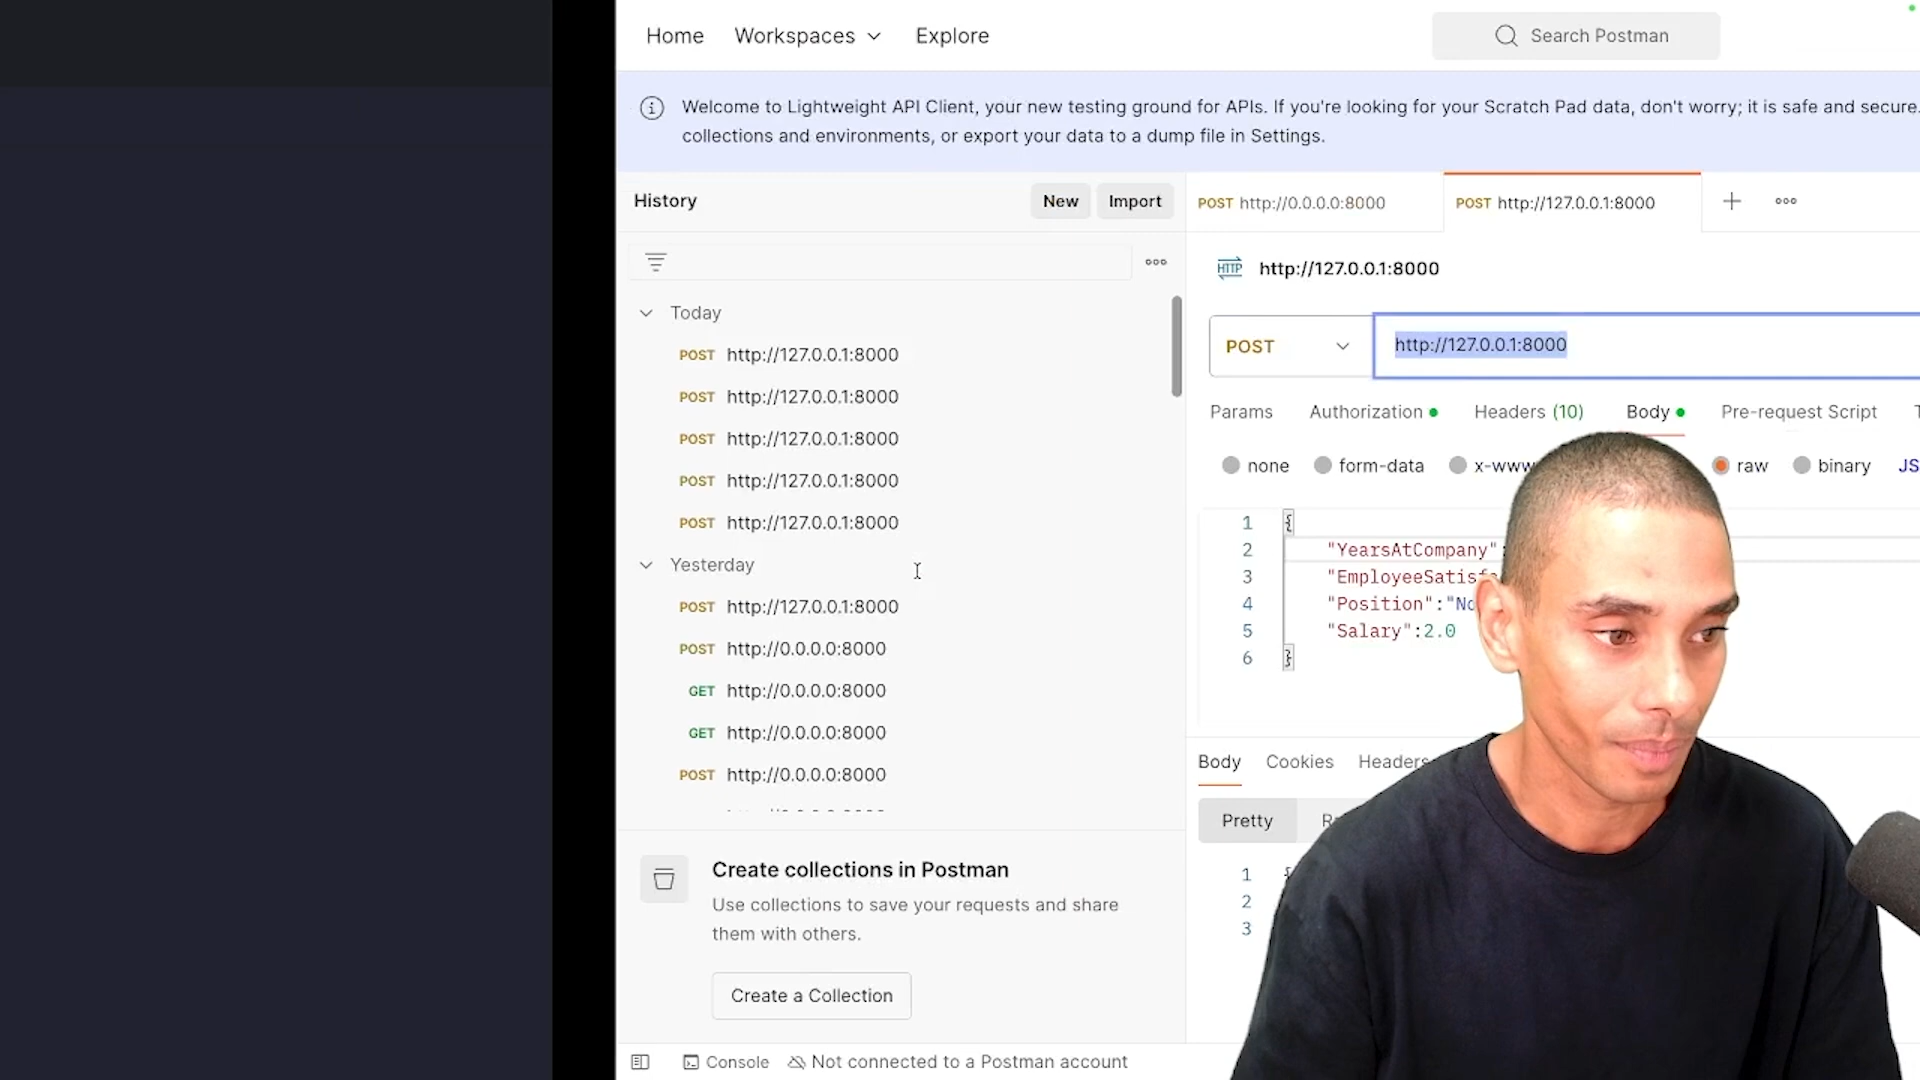 Home Workspaces Explore
Search Postman
Welcome to Lightweight API Client, your new testing ground for APIs. If you're looking for your Scratch Pad data, don't worry; it is safe and secure.
collections and environments, or export your data to a dump file in Settings.
History
New
Import
POST http://0.0.0.0:8000
POST http://127.0.0.1:8000
HTTP http://127.0.0.1:8000
POST
http://127.0.0.1:8000
Params Authorization Headers (10) Body Pre-request Script
none form-data raw binary
1 {
2 "YearsAtCompany":
3
4 "Position":
5 "Salary":2.0
6 }
Today
POST http://127.0.0.1:8000
POST http://127.0.0.1:8000
POST http://127.0.0.1:8000
POST http://127.0.0.1:8000
POST http://127.0.0.1:8000
Yesterday
POST http://127.0.0.1:8000
POST http://0.0.0.0:8000
GET http://0.0.0.0:8000
GET http://0.0.0.0:8000
POST http://0.0.0.0:8000
Body Cookies Headers
Pretty
1
2
3
Create collections in Postman
Use collections to save your requests and share
them with others.
Create a Collection
Console
Not connected to a Postman account